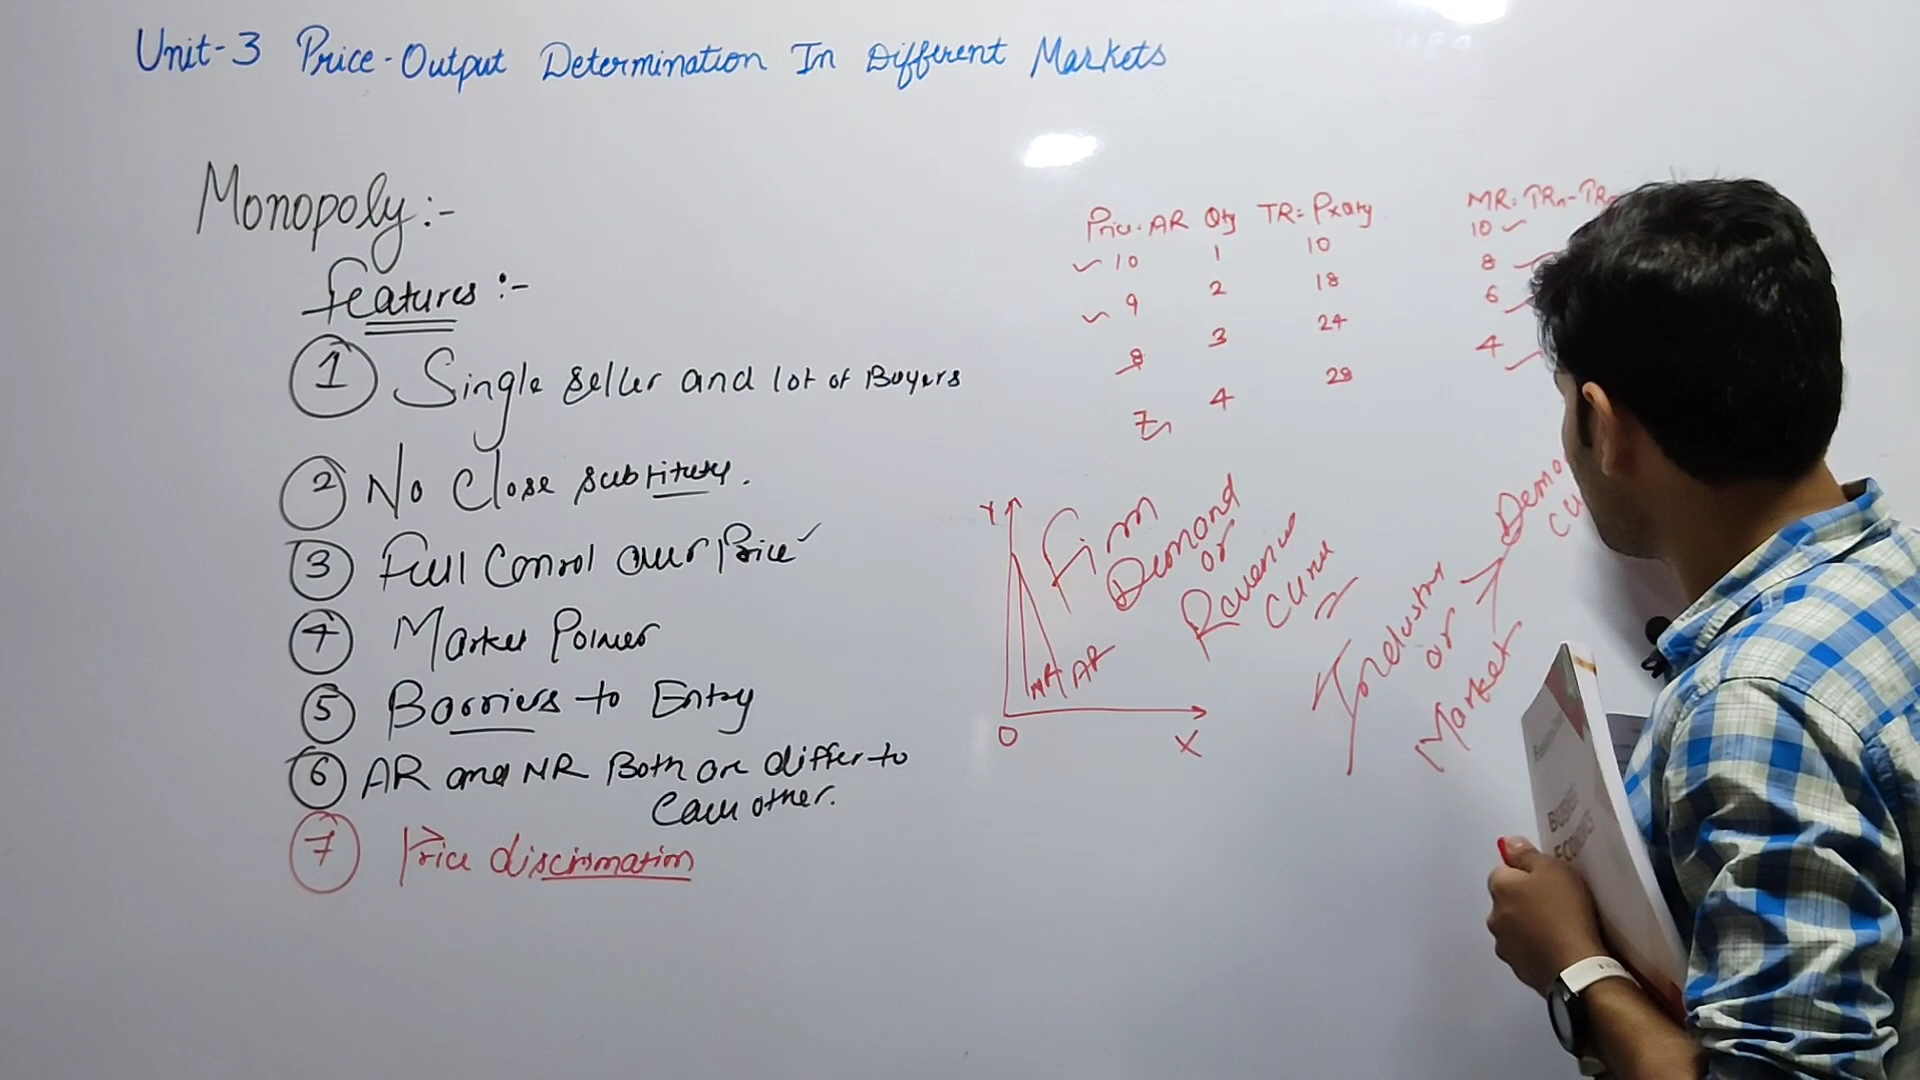 Unit-3 Price-Output Determination In Different Markets
Monopoly:-
features:-
1 Single seller and lot of Buyers
2 No Close substitutes.
3 Full Conrol over Price
4 Market Power
5 Barriers to Entry
6 AR and MR Both are differ to
Each other.
7 Price discrimation
Price=AR Qty TR=PxQty MR=TRn-TR
10 1 10 10
9 2 18 8
8 3 24 6
7 4 28 4
Y
Firm
Demand
or
Revenue
Curve
MR AR
O
X
Industry
or
Market
BUSINESS
ECONOMICS